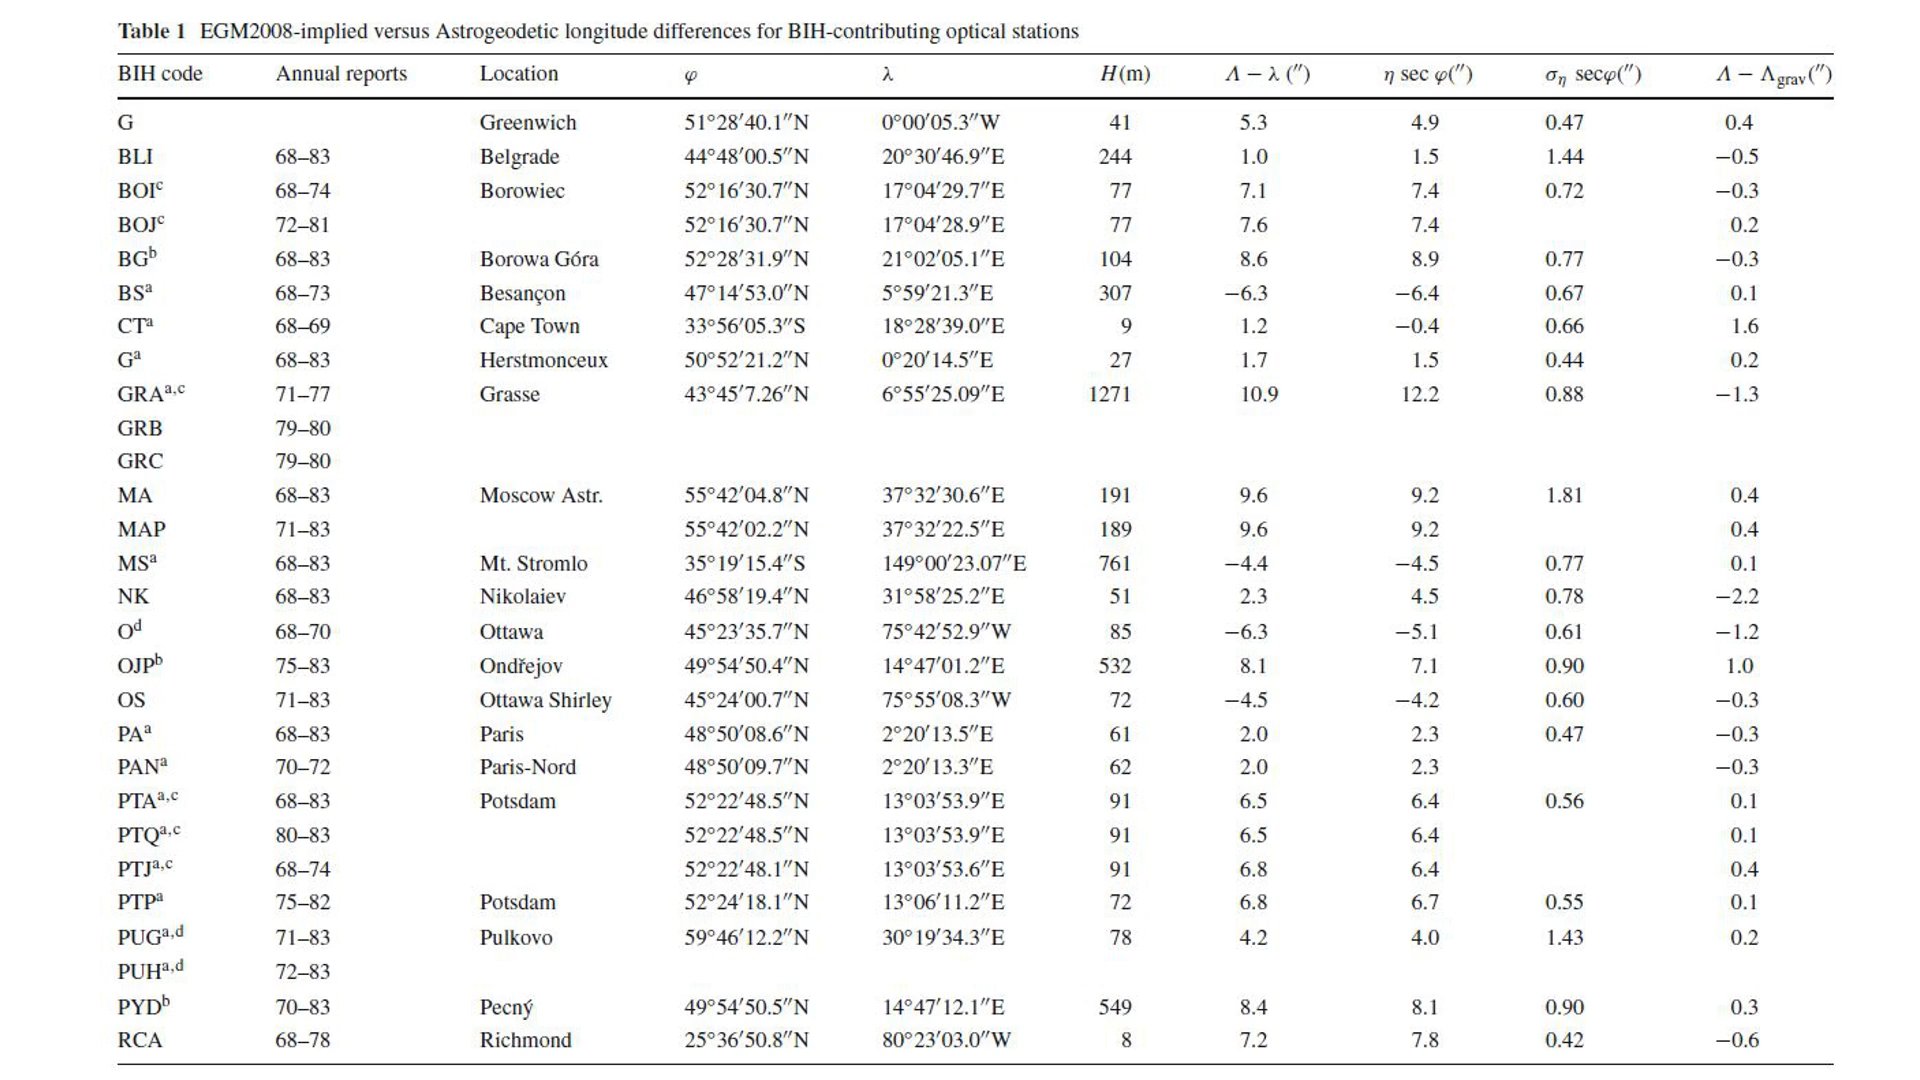 Table 1 EGM2008-implied versus Astrogeodetic longitude differences for BIH-contributing optical stations
BIH code Annual reports Location φ λ H(m) Λ − λ (″) η sec φ(″) ση secφ(″) Λ − Λgrav(″)
G Greenwich 51°28′40.1″N 0°00′05.3″W 41 5.3 4.9 0.47 0.4
BLI 68–83 Belgrade 44°48′00.5″N 20°30′46.9″E 244 1.0 1.5 1.44 −0.5
BOIc 68–74 Borowiec 52°16′30.7″N 17°04′29.7″E 77 7.1 7.4 0.72 −0.3
BOJc 72–81 52°16′30.7″N 17°04′28.9″E 77 7.6 7.4 0.2
BGb 68–83 Borowa Góra 52°28′31.9″N 21°02′05.1″E 104 8.6 8.9 0.77 −0.3
BSa 68–73 Besançon 47°14′53.0″N 5°59′21.3″E 307 −6.3 −6.4 0.67 0.1
CTa 68–69 Cape Town 33°56′05.3″S 18°28′39.0″E 9 1.2 −0.4 0.66 1.6
Ga 68–83 Herstmonceux 50°52′21.2″N 0°20′14.5″E 27 1.7 1.5 0.44 0.2
GRAa,c 71–77 Grasse 43°45′7.26″N 6°55′25.09″E 1271 10.9 12.2 0.88 −1.3
GRB 79–80
GRC 79–80
MA 68–83 Moscow Astr. 55°42′04.8″N 37°32′30.6″E 191 9.6 9.2 1.81 0.4
MAP 71–83 55°42′02.2″N 37°32′22.5″E 189 9.6 9.2 0.4
MSa 68–83 Mt. Stromlo 35°19′15.4″S 149°00′23.07″E 761 −4.4 −4.5 0.77 0.1
NK 68–83 Nikolaiev 46°58′19.4″N 31°58′25.2″E 51 2.3 4.5 0.78 −2.2
Od 68–70 Ottawa 45°23′35.7″N 75°42′52.9″W 85 −6.3 −5.1 0.61 −1.2
OJPb 75–83 Ondřejov 49°54′50.4″N 14°47′01.2″E 532 8.1 7.1 0.90 1.0
OS 71–83 Ottawa Shirley 45°24′00.7″N 75°55′08.3″W 72 −4.5 −4.2 0.60 −0.3
PAa 68–83 Paris 48°50′08.6″N 2°20′13.5″E 61 2.0 2.3 0.47 −0.3
PANa 70–72 Paris-Nord 48°50′09.7″N 2°20′13.3″E 62 2.0 2.3 −0.3
PTAa,c 68–83 Potsdam 52°22′48.5″N 13°03′53.9″E 91 6.5 6.4 0.56 0.1
PTQa,c 80–83 52°22′48.5″N 13°03′53.9″E 91 6.5 6.4 0.1
PTJa,c 68–74 52°22′48.1″N 13°03′53.6″E 91 6.8 6.4 0.4
PTPa 75–82 Potsdam 52°24′18.1″N 13°06′11.2″E 72 6.8 6.7 0.55 0.1
PUGa,d 71–83 Pulkovo 59°46′12.2″N 30°19′34.3″E 78 4.2 4.0 1.43 0.2
PUHa,d 72–83
PYDb 70–83 Pecný 49°54′50.5″N 14°47′12.1″E 549 8.4 8.1 0.90 0.3
RCA 68–78 Richmond 25°36′50.8″N 80°23′03.0″W 8 7.2 7.8 0.42 −0.6